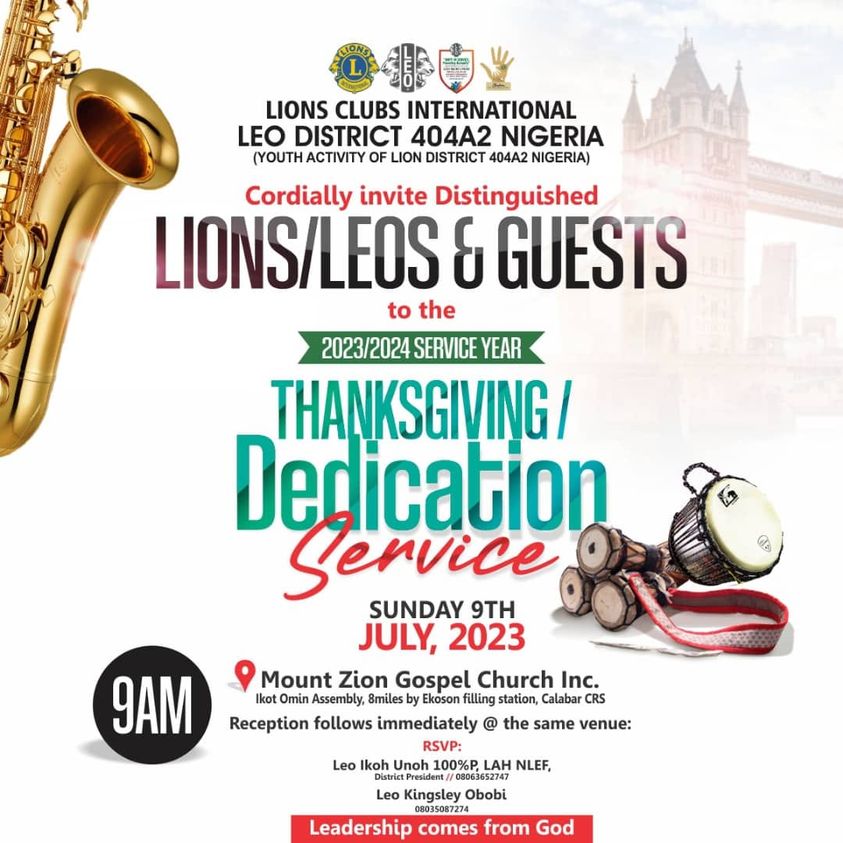 LIONS
L
INTERNATIONAL
LEO
LIONS CLUBS INTERNATIONAL
LEO DISTRICT 404A2 NIGERIA
(YOUTH ACTIVITY OF LION DISTRICT 404A2 NIGERIA)
Cordially invite Distinguished
LIONS/LEOS & GUESTS
to the
2023/2024 SERVICE YEAR
THANKSGIVING /
Dedication
Service
SUNDAY 9TH
JULY, 2023
9AM
Mount Zion Gospel Church Inc.
Ikot Omin Assembly, 8miles by Ekoson filling station, Calabar CRS
Reception follows immediately @ the same venue:
RSVP:
Leo Ikoh Unoh 100%P, LAH NLEF,
District President // 08063652747
Leo Kingsley Obobi
08035087274
Leadership comes from God